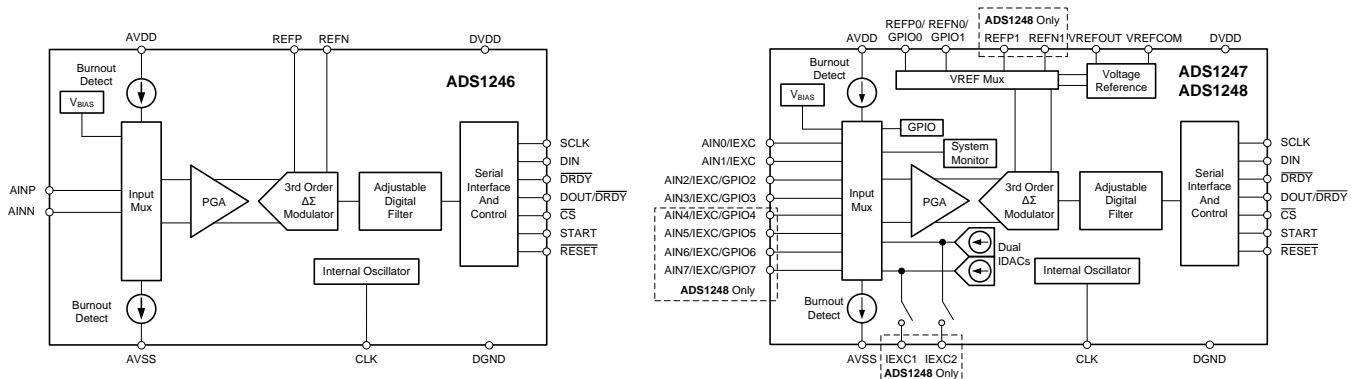 AVDD
REFP
REFN
DVDD
Burnout
Detect
ADS1246
VBIAS
AINP
AINN
Input
Mux
PGA
3rd Order
ΔΣ
Modulator
Adjustable
Digital
Filter
Serial
Interface
And
Control
SCLK
DIN
DRDY
DOUT/DRDY
CS
START
RESET
Internal Oscillator
Burnout
Detect
AVSS
CLK
DGND
AVDD
REFP0/
GPIO0
REFN0/
GPIO1
ADS1248 Only
REFP1
REFN1
VREFOUT
VREFCOM
DVDD
Burnout
Detect
VREF Mux
Voltage
Reference
ADS1247
ADS1248
VBIAS
GPIO
System
Monitor
AIN0/IEXC
AIN1/IEXC
AIN2/IEXC/GPIO2
AIN3/IEXC/GPIO3
AIN4/IEXC/GPIO4
AIN5/IEXC/GPIO5
AIN6/IEXC/GPIO6
AIN7/IEXC/GPIO7
ADS1248 Only
Input
Mux
PGA
3rd Order
ΔΣ
Modulator
Adjustable
Digital
Filter
Serial
Interface
And
Control
SCLK
DIN
DRDY
DOUT/DRDY
CS
START
RESET
Dual
IDACs
Internal Oscillator
Burnout
Detect
AVSS
IEXC1
IEXC2
ADS1248 Only
CLK
DGND